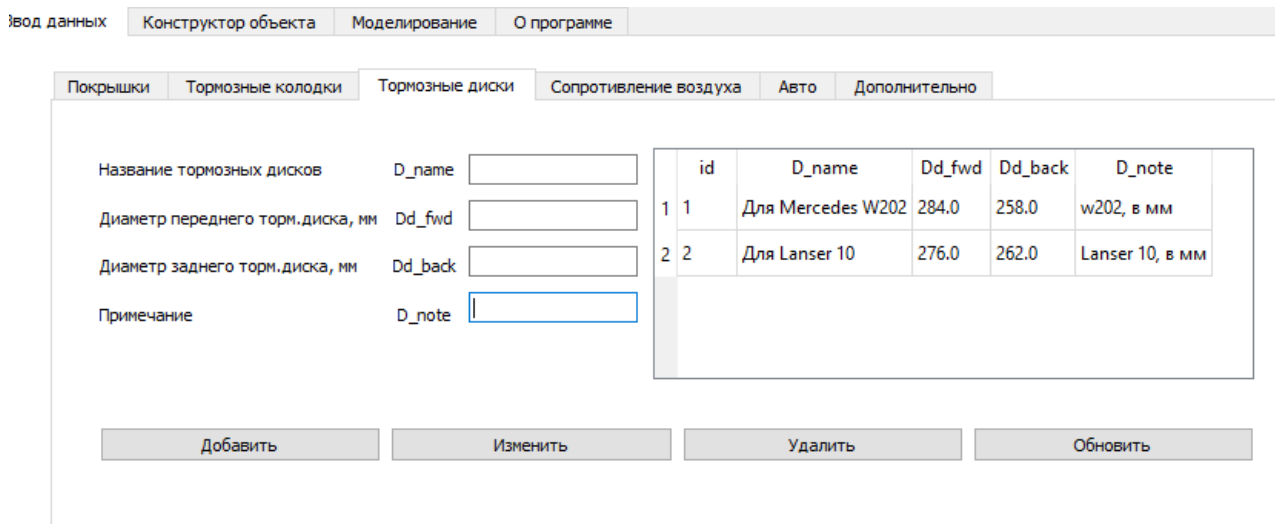 Ввод данных Конструктор объекта Моделирование О программе
Покрышки Тормозные колодки Тормозные диски Сопротивление воздуха Авто Дополнительно
id D_name Dd_fwd Dd_back D_note
Название тормозных дисков D_name
1 1 Для Mercedes W202 284.0 258.0 w202, в мм
Диаметр переднего торм.диска, мм Dd_fwd
2 2 Для Lanser 10 276.0 262.0 Lanser 10, в мм
Диаметр заднего торм.диска, мм Dd_back
Примечание D_note
Добавить Изменить Удалить Обновить